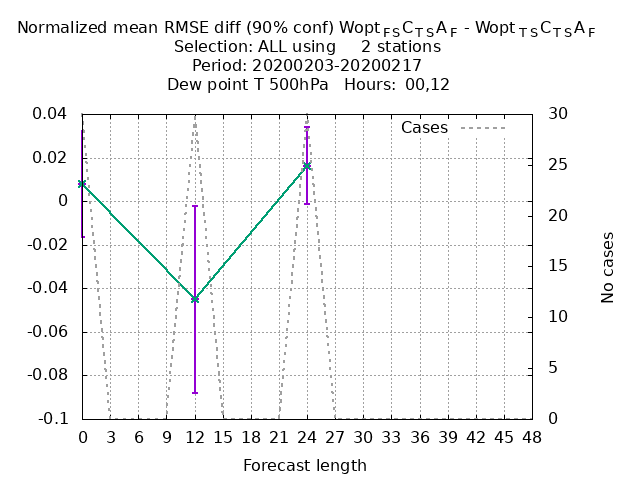 Normalized mean RMSE diff (90% conf) Wopt FS C TS A F - Wopt TS C TS A F
Selection: ALL using     2 stations
Period: 20200203-20200217
Dew point T 500hPa   Hours: 00,12
Cases
0.04
0.02
0
-0.02
-0.04
-0.06
-0.08
-0.1
30
25
20
15
10
5
0
No cases
0 3 6 9 12 15 18 21 24 27 30 33 36 39 42 45 48
Forecast length